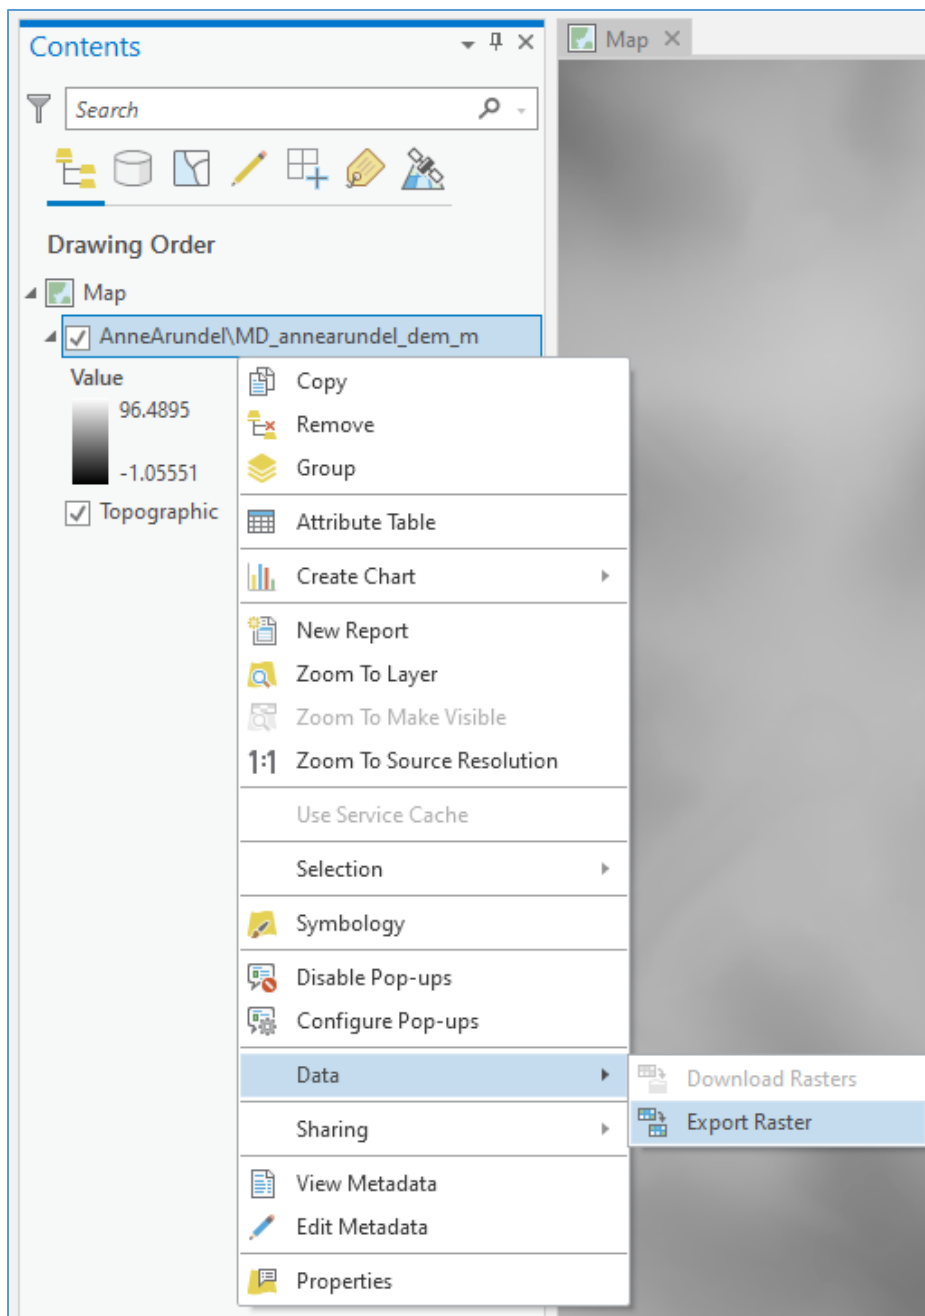 Contents
Map
Search
Drawing Order
Map
AnneArundel\MD_annearundel_dem_m
Value
96.4895
-1.05551
Topographic
Copy
Remove
Group
Attribute Table
Create Chart
New Report
Zoom To Layer
Zoom To Make Visible
1:1 Zoom To Source Resolution
Use Service Cache
Selection
Symbology
Disable Pop-ups
Configure Pop-ups
Data
Download Rasters
Export Raster
Sharing
View Metadata
Edit Metadata
Properties